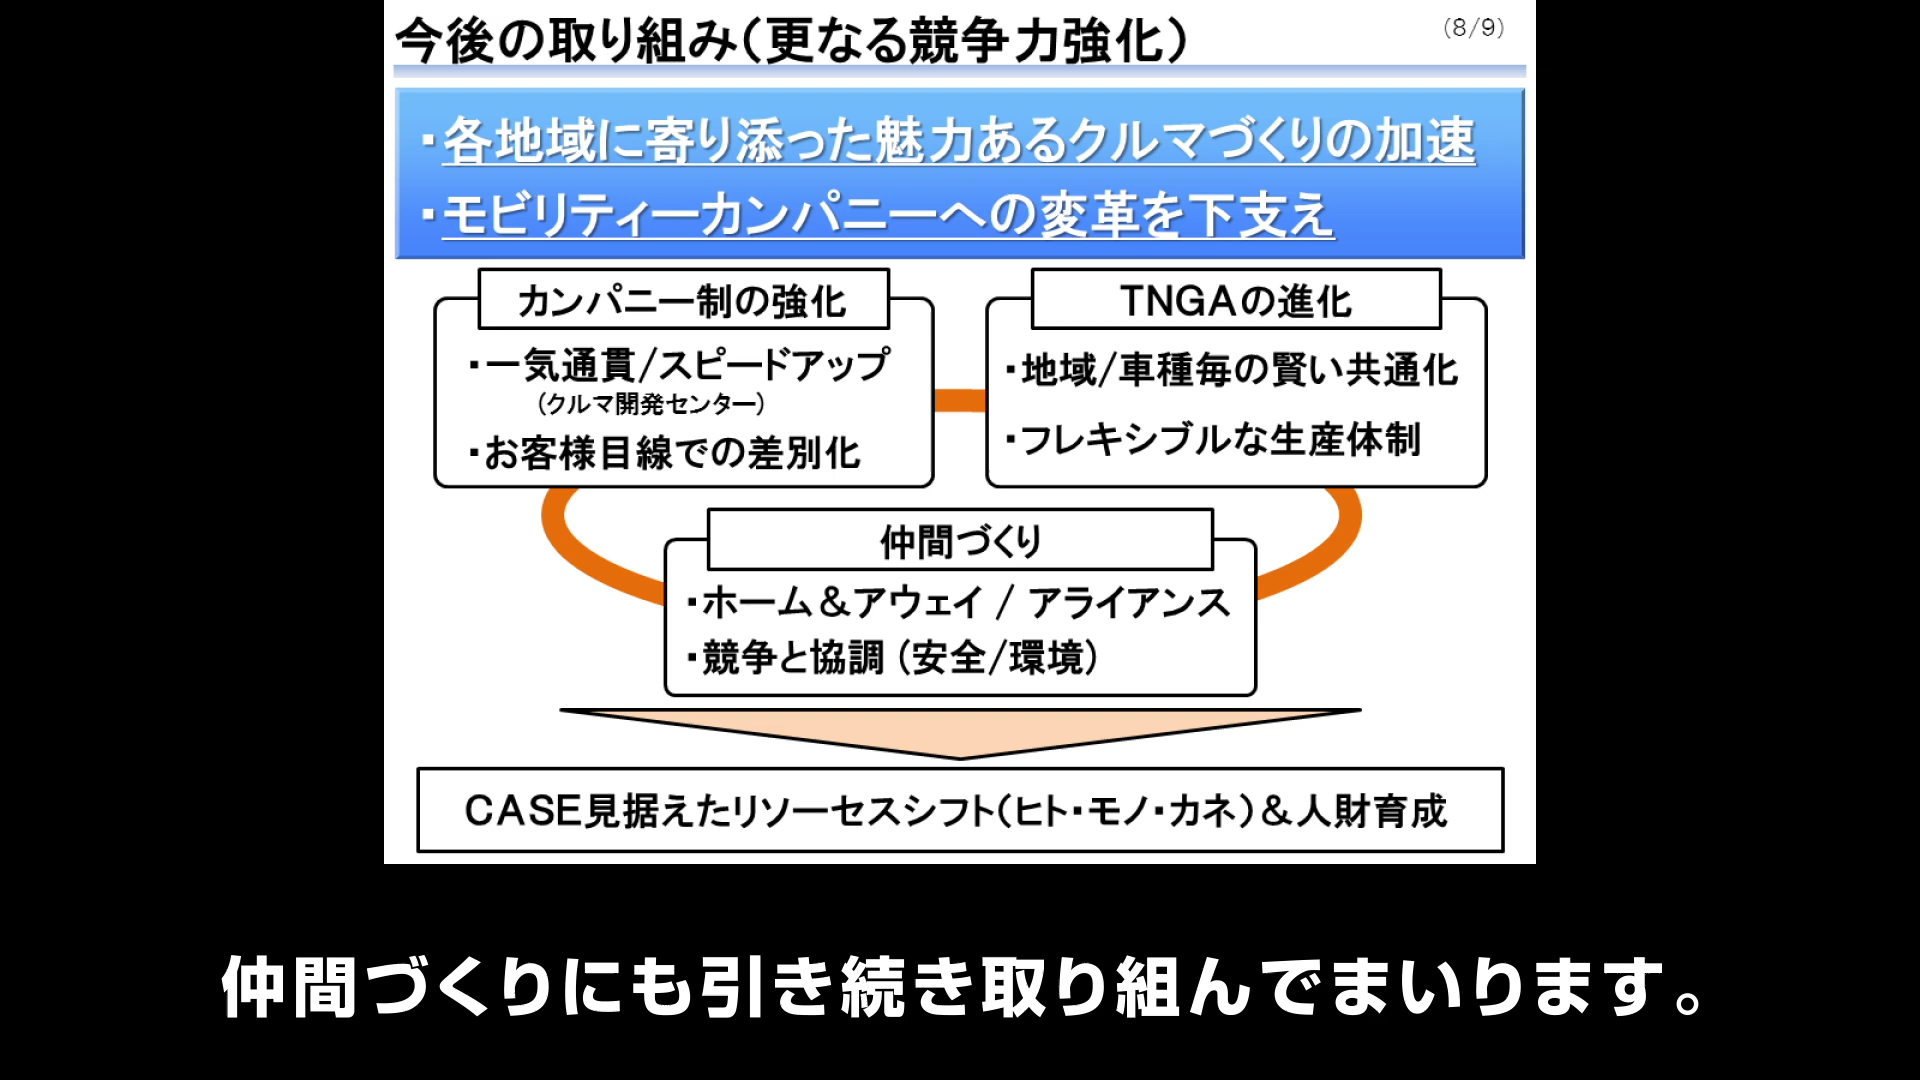 今後の取り組み（更なる競争力強化）
(8/9)
・各地域に寄り添った魅力あるクルマづくりの加速
・モビリティーカンパニーへの変革を下支え
カンパニー制の強化
・一気通貫/スピードアップ
（クルマ開発センター）
・お客様目線での差別化
TNGAの進化
・地域/車種毎の賢い共通化
・フレキシブルな生産体制
仲間づくり
・ホーム＆アウェイ / アライアンス
・競争と協調（安全/環境）
CASE見据えたリソーセスシフト（ヒト・モノ・カネ）＆人財育成
仲間づくりにも引き続き取り組んでまいります。